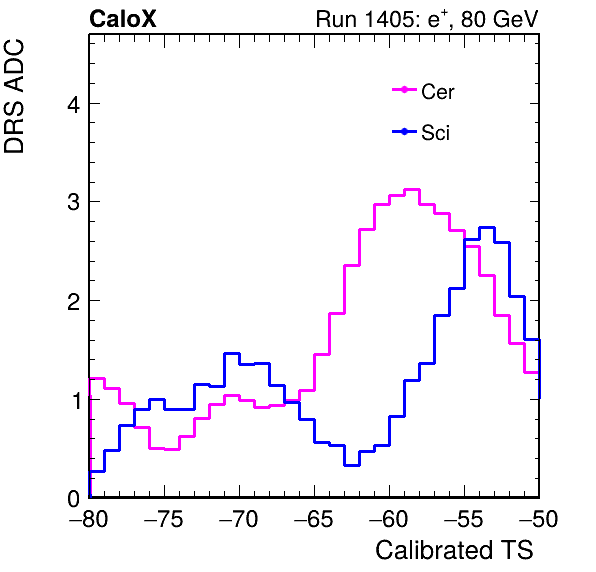 CaloX Run 1405: e⁺, 80 GeV
DRS ADC
Cer
Sci
4
3
2
1
0
−80 −75 −70 −65 −60 −55 −50
Calibrated TS